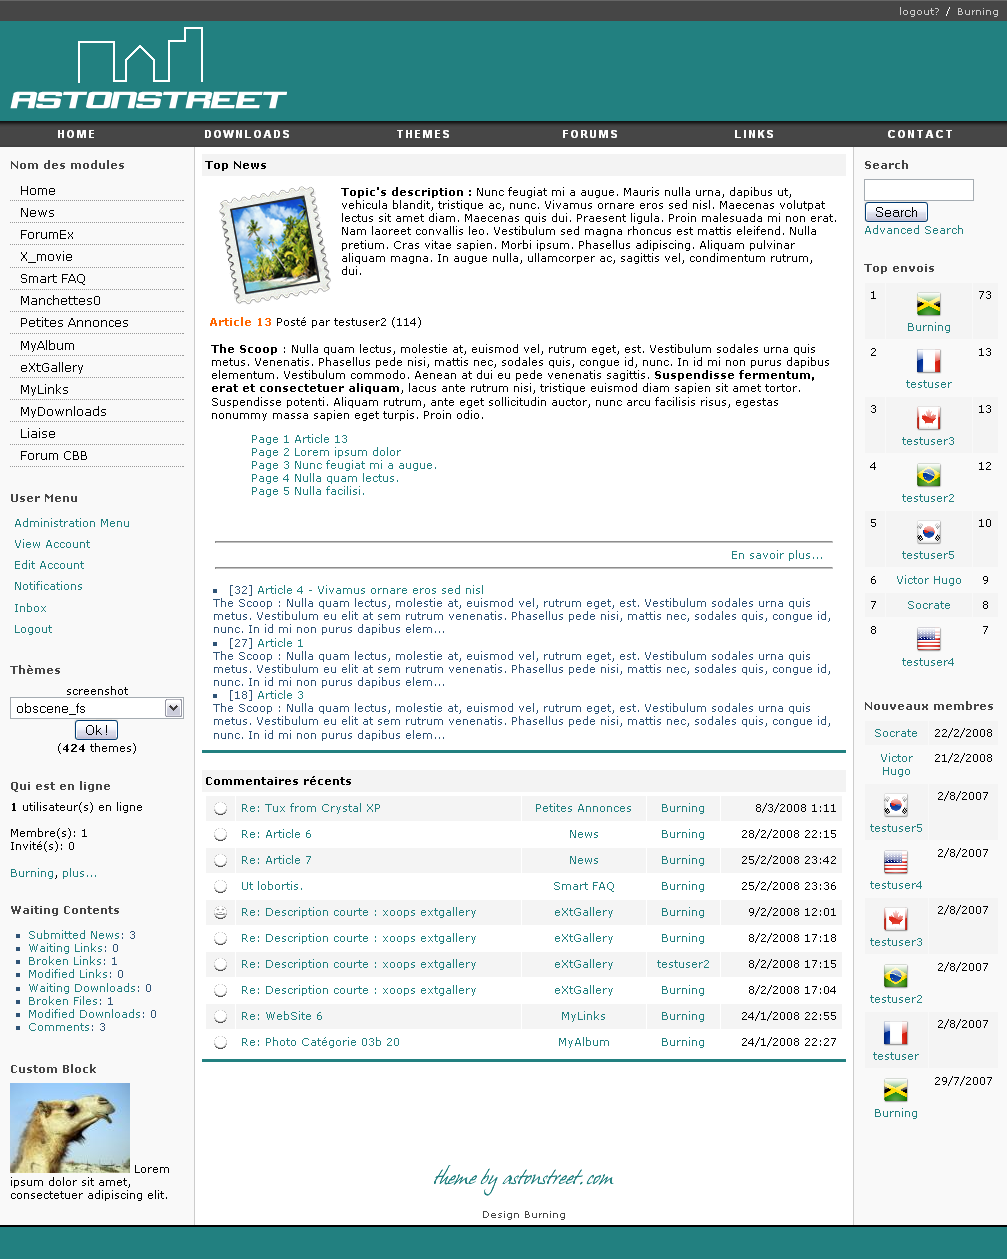 logout? / Burning
ASTONSTREET
HOME DOWNLOADS THEMES FORUMS LINKS CONTACT
Nom des modules
Home
News
ForumEx
X_movie
Smart FAQ
Manchettes0
Petites Annonces
MyAlbum
eXtGallery
MyLinks
MyDownloads
Liaise
Forum CBB
User Menu
Administration Menu
View Account
Edit Account
Notifications
Inbox
Logout
Thèmes
screenshot
obscene_fs
Ok !
(424 themes)
Qui est en ligne
1 utilisateur(s) en ligne
Membre(s): 1
Invité(s): 0
Burning, plus...
Waiting Contents
Submitted News: 3
Waiting Links: 0
Broken Links: 1
Modified Links: 0
Waiting Downloads: 0
Broken Files: 1
Modified Downloads: 0
Comments: 3
Custom Block
Lorem
ipsum dolor sit amet,
consectetuer adipiscing elit.
Top News
Topic's description : Nunc feugiat mi a augue. Mauris nulla urna, dapibus ut,
vehicula blandit, tristique ac, nunc. Vivamus ornare eros sed nisl. Maecenas volutpat
lectus sit amet diam. Maecenas quis dui. Praesent ligula. Proin malesuada mi non erat.
Nam laoreet convallis leo. Vestibulum sed magna rhoncus est mattis eleifend. Nulla
pretium. Cras vitae sapien. Morbi ipsum. Phasellus adipiscing. Aliquam pulvinar
aliquam magna. In augue nulla, ullamcorper ac, sagittis vel, condimentum rutrum,
dui.
Article 13 Posté par testuser2 (114)
The Scoop : Nulla quam lectus, molestie at, euismod vel, rutrum eget, est. Vestibulum sodales urna quis
metus. Venenatis. Phasellus pede nisi, mattis nec, sodales quis, congue id, nunc. In id mi non purus dapibus
elementum. Vestibulum commodo. Aenean at dui eu pede venenatis sagittis. Suspendisse fermentum,
erat et consectetuer aliquam, lacus ante rutrum nisi, tristique euismod diam sapien sit amet tortor.
Suspendisse potenti. Aliquam rutrum, ante eget sollicitudin auctor, nunc arcu facilisis risus, egestas
nonummy massa sapien eget turpis. Proin odio.
Page 1 Article 13
Page 2 Lorem ipsum dolor
Page 3 Nunc feugiat mi a augue.
Page 4 Nulla quam lectus.
Page 5 Nulla facilisi.
En savoir plus...
[32] Article 4 - Vivamus ornare eros sed nisl
The Scoop : Nulla quam lectus, molestie at, euismod vel, rutrum eget, est. Vestibulum sodales urna quis
metus. Vestibulum eu elit at sem rutrum venenatis. Phasellus pede nisi, mattis nec, sodales quis, congue id,
nunc. In id mi non purus dapibus elem...
[27] Article 1
The Scoop : Nulla quam lectus, molestie at, euismod vel, rutrum eget, est. Vestibulum sodales urna quis
metus. Vestibulum eu elit at sem rutrum venenatis. Phasellus pede nisi, mattis nec, sodales quis, congue id,
nunc. In id mi non purus dapibus elem...
[18] Article 3
The Scoop : Nulla quam lectus, molestie at, euismod vel, rutrum eget, est. Vestibulum sodales urna quis
metus. Vestibulum eu elit at sem rutrum venenatis. Phasellus pede nisi, mattis nec, sodales quis, congue id,
nunc. In id mi non purus dapibus elem...
Commentaires récents
Re: Tux from Crystal XP Petites Annonces Burning 8/3/2008 1:11
Re: Article 6 News Burning 28/2/2008 22:15
Re: Article 7 News Burning 25/2/2008 23:42
Ut lobortis. Smart FAQ Burning 25/2/2008 23:36
Re: Description courte : xoops extgallery eXtGallery Burning 9/2/2008 12:01
Re: Description courte : xoops extgallery eXtGallery Burning 8/2/2008 17:18
Re: Description courte : xoops extgallery eXtGallery testuser2 8/2/2008 17:15
Re: Description courte : xoops extgallery eXtGallery Burning 8/2/2008 17:04
Re: WebSite 6 MyLinks Burning 24/1/2008 22:55
Re: Photo Catégorie 03b 20 MyAlbum Burning 24/1/2008 22:27
theme by astonstreet.com
Design Burning
Search
Search
Advanced Search
Top envois
1 Burning 73
2 testuser 13
3 testuser3 13
4 testuser2 12
5 testuser5 10
6 Victor Hugo 9
7 Socrate 8
8 testuser4 7
Nouveaux membres
Socrate 22/2/2008
Victor 21/2/2008
Hugo
testuser5 2/8/2007
testuser4 2/8/2007
testuser3 2/8/2007
testuser2 2/8/2007
testuser 2/8/2007
Burning 29/7/2007